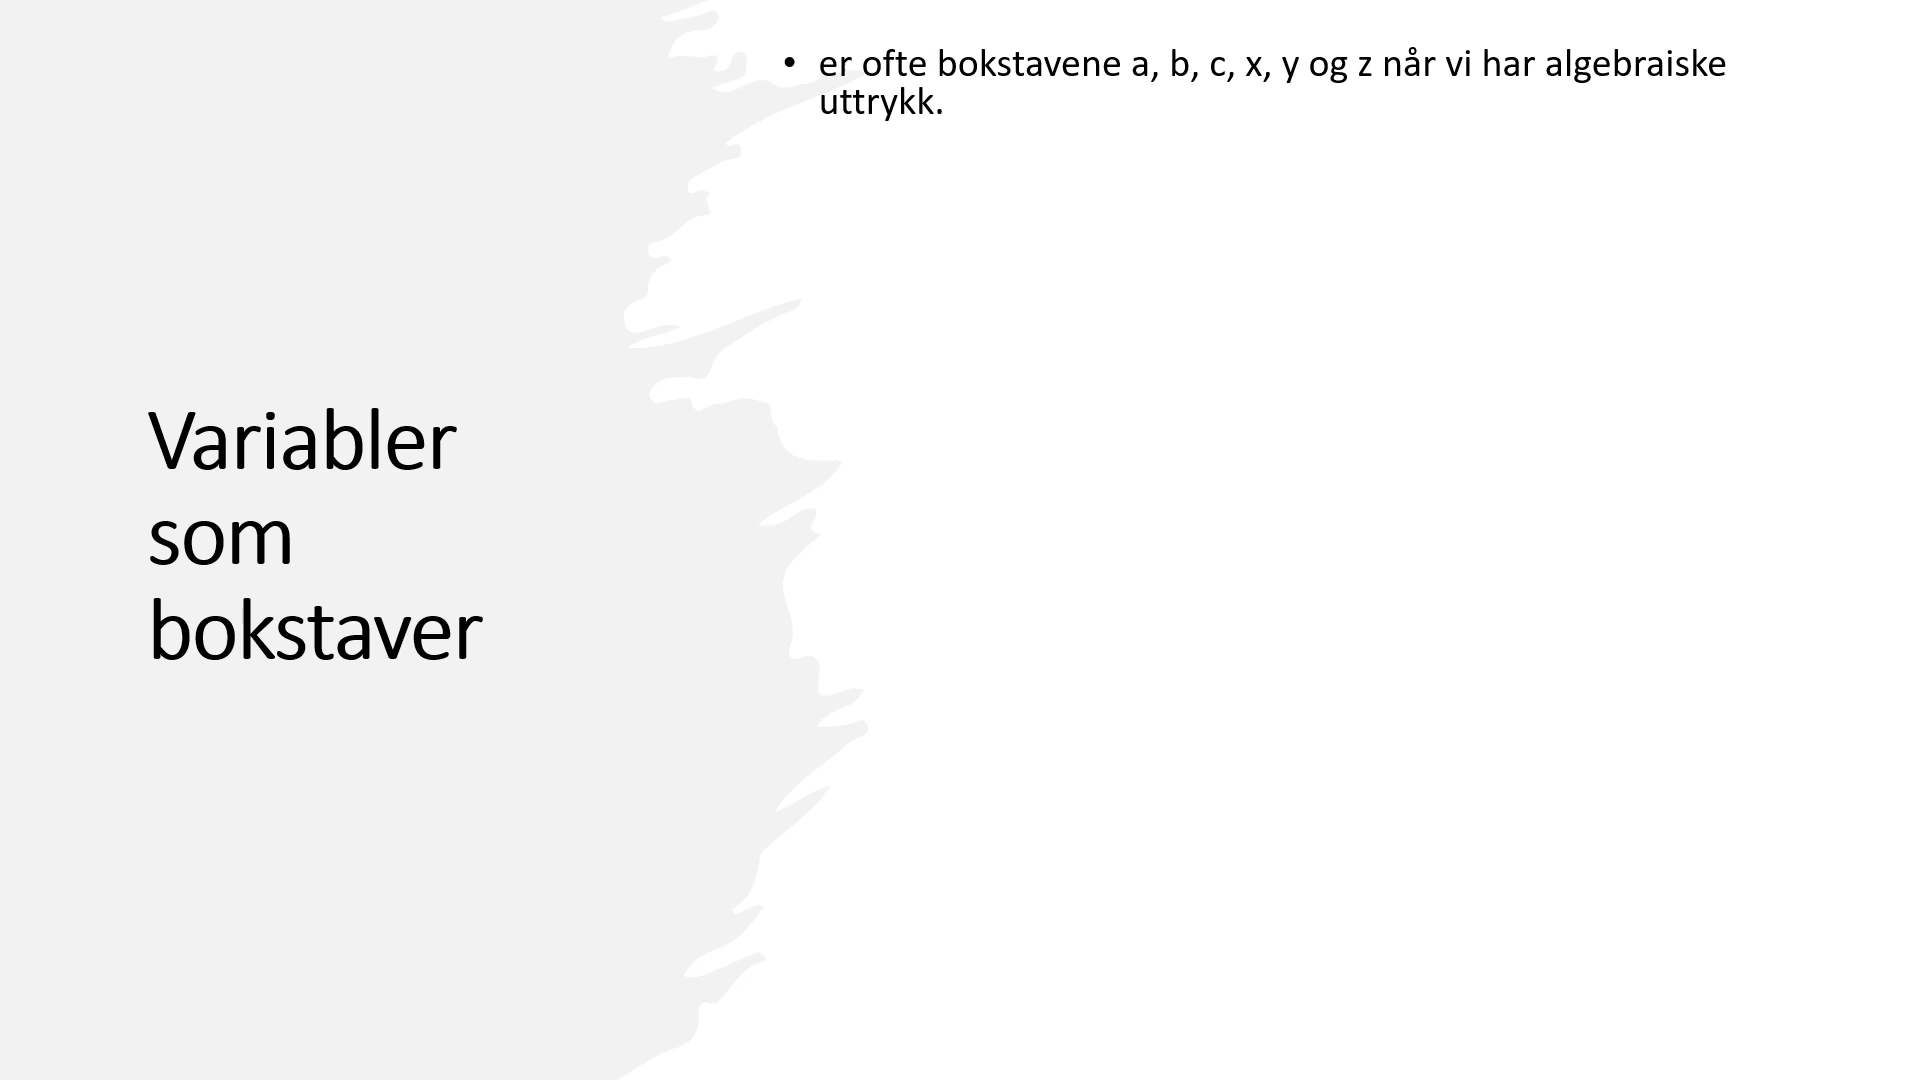 Variabler
som
bokstaver
• er ofte bokstavene a, b, c, x, y og z når vi har algebraiske
uttrykk.